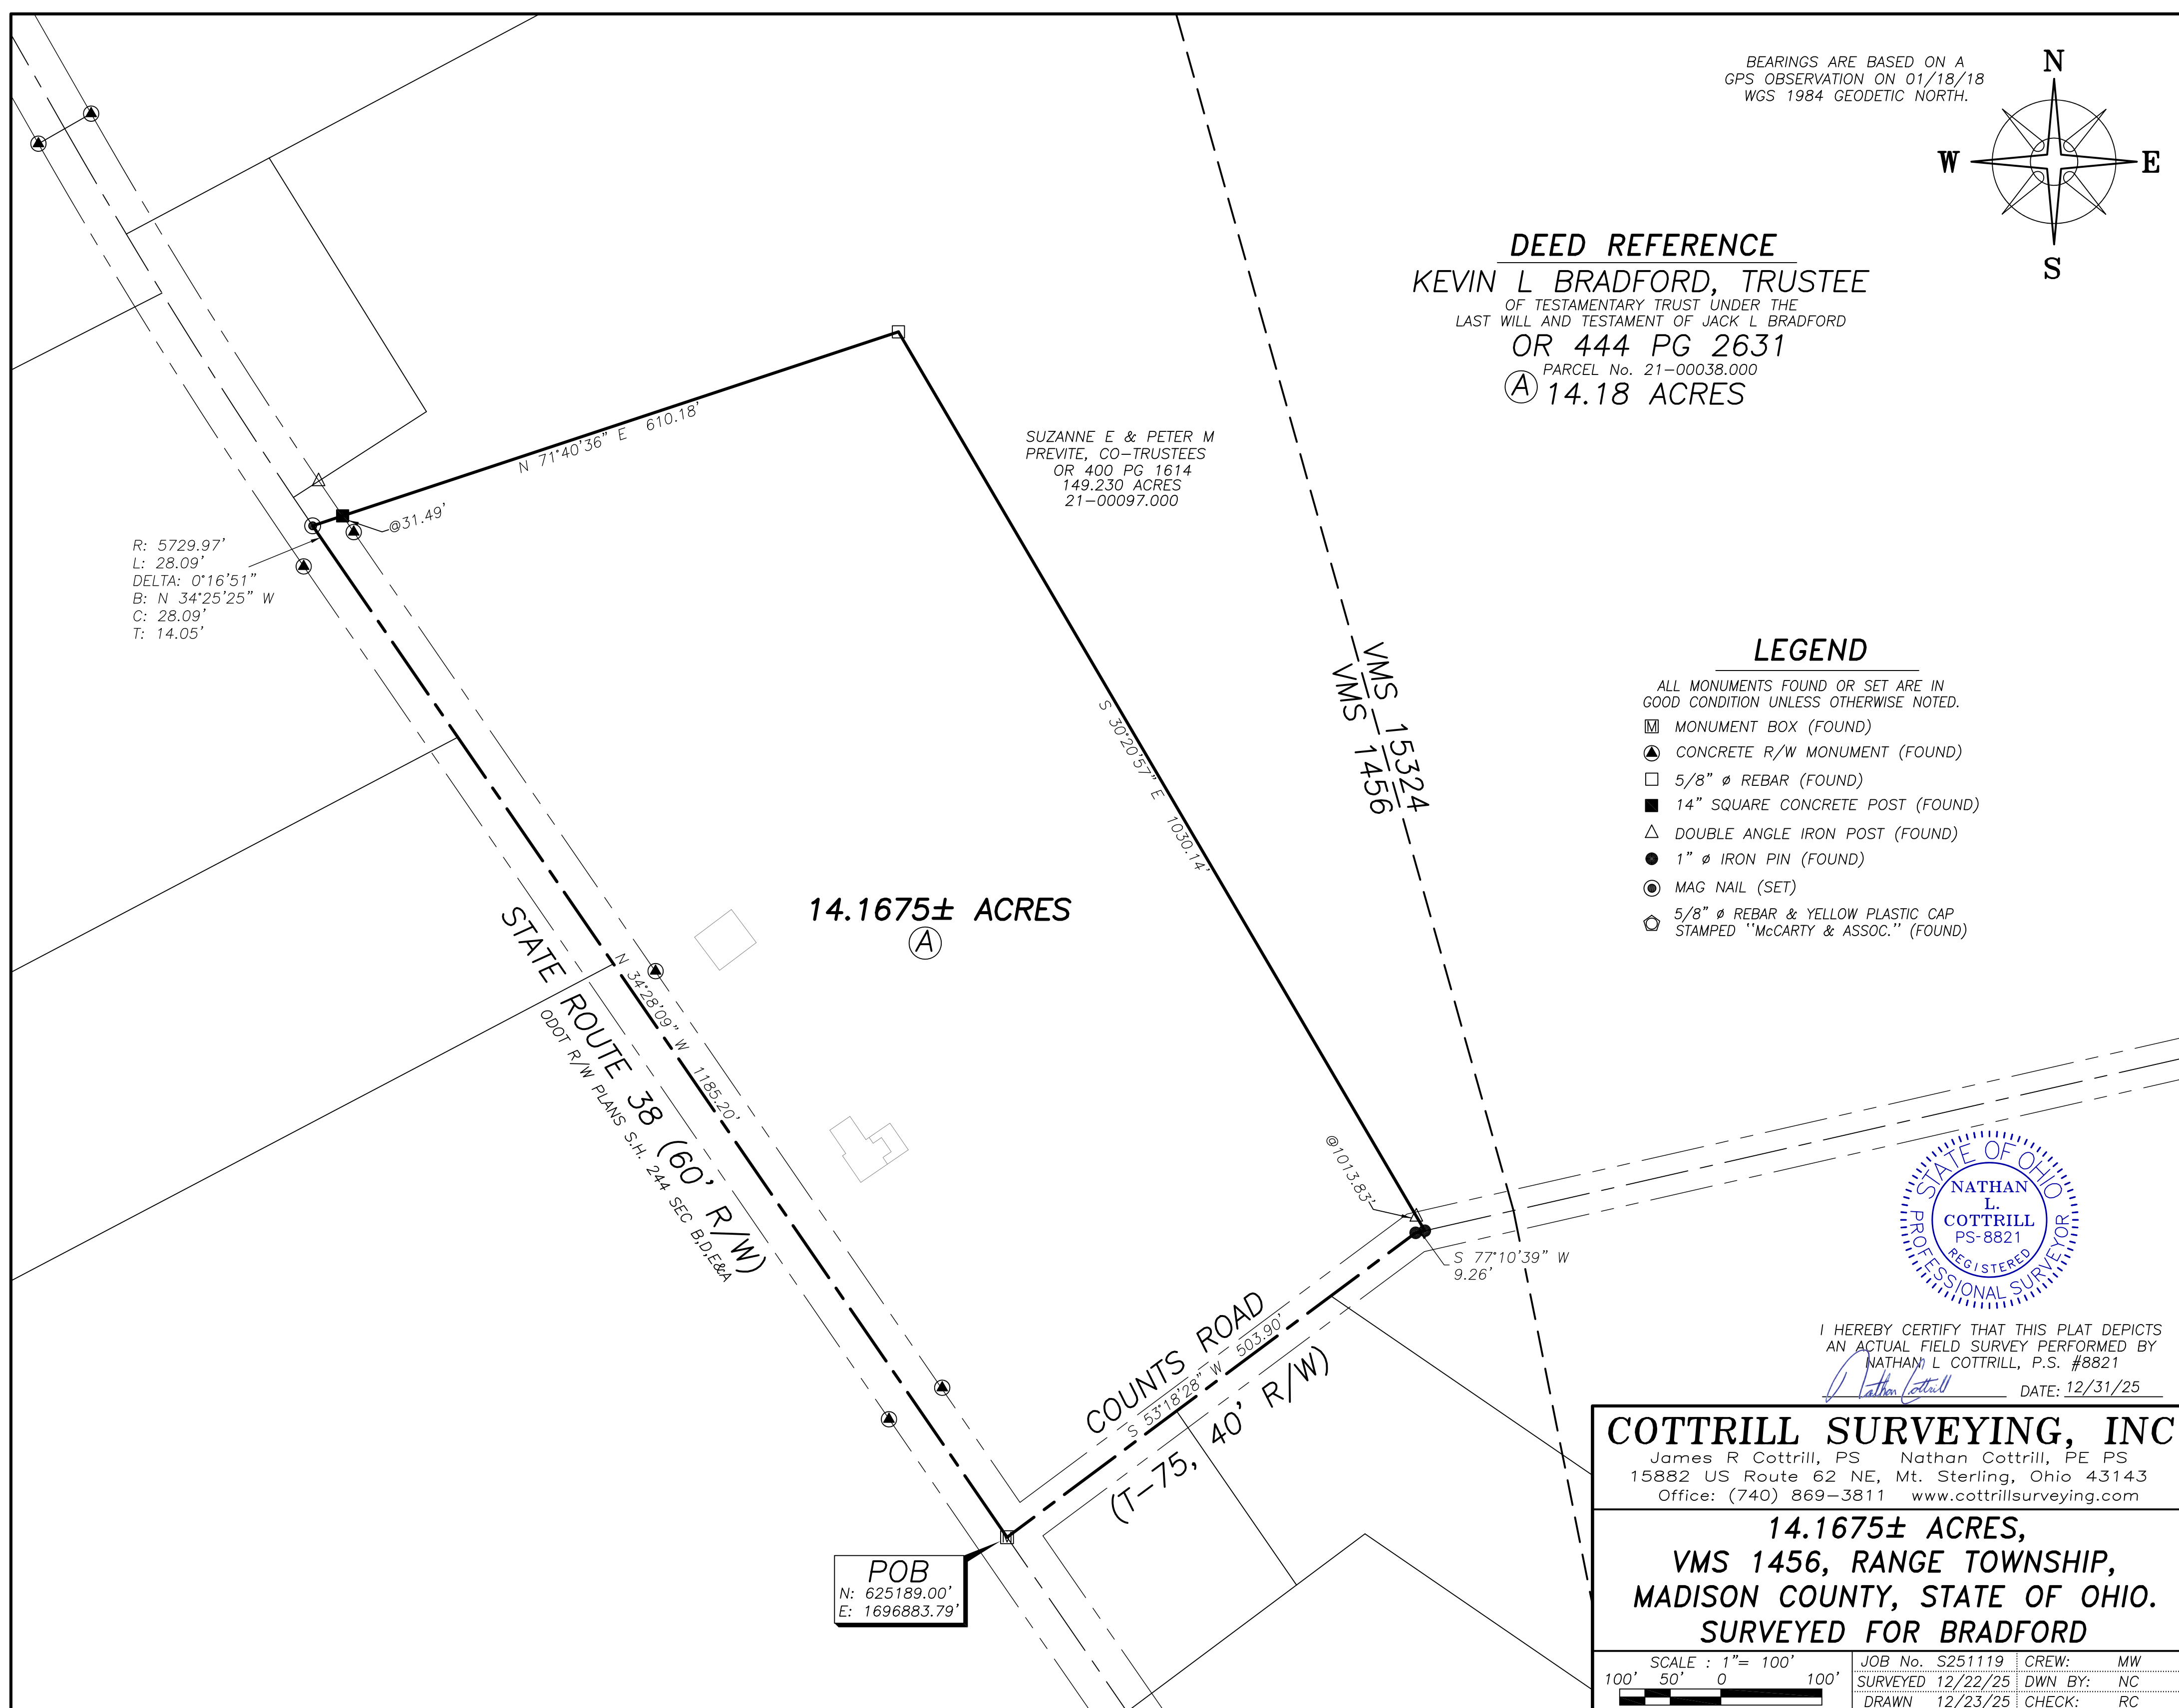 BEARINGS ARE BASED ON A
GPS OBSERVATION ON 01/18/18
WGS 1984 GEODETIC NORTH.
N
W
E
S
DEED REFERENCE
KEVIN L BRADFORD, TRUSTEE
OF TESTAMENTARY TRUST UNDER THE
LAST WILL AND TESTAMENT OF JACK L BRADFORD
OR 444 PG 2631
PARCEL No. 21-00038.000
A 14.18 ACRES
N 71°40'36" E 610.18'
@31.49'
SUZANNE E & PETER M
PREVITE, CO-TRUSTEES
OR 400 PG 1614
149.230 ACRES
21-00097.000
R: 5729.97'
L: 28.09'
DELTA: 0°16'51"
B: N 34°25'25" W
C: 28.09'
T: 14.05'
VMS 15324
VMS 1456
S 30°20'57" E 1030.14'
LEGEND
ALL MONUMENTS FOUND OR SET ARE IN
GOOD CONDITION UNLESS OTHERWISE NOTED.
M MONUMENT BOX (FOUND)
CONCRETE R/W MONUMENT (FOUND)
5/8" ø REBAR (FOUND)
14" SQUARE CONCRETE POST (FOUND)
DOUBLE ANGLE IRON POST (FOUND)
1" ø IRON PIN (FOUND)
MAG NAIL (SET)
5/8" ø REBAR & YELLOW PLASTIC CAP
STAMPED ''McCARTY & ASSOC.'' (FOUND)
14.1675± ACRES
A
STATE ROUTE 38 (60' R/W)
ODOT R/W PLANS S.H. 244 SEC B,D,E&A
N 34°28'09" W 1185.20'
@1013.83'
S 77°10'39" W
9.26'
COUNTS ROAD
S 53°18'28" W 503.90'
(T-75, 40' R/W)
M
POB
N: 625189.00'
E: 1696883.79'
STATE OF OHIO
NATHAN
L.
COTTRILL
PS-8821
REGISTERED
PROFESSIONAL SURVEYOR
I HEREBY CERTIFY THAT THIS PLAT DEPICTS
AN ACTUAL FIELD SURVEY PERFORMED BY
NATHAN L COTTRILL, P.S. #8821
Nathan Cottrill DATE: 12/31/25
COTTRILL SURVEYING, INC
James R Cottrill, PS Nathan Cottrill, PE PS
15882 US Route 62 NE, Mt. Sterling, Ohio 43143
Office: (740) 869-3811 www.cottrillsurveying.com
14.1675± ACRES,
VMS 1456, RANGE TOWNSHIP,
MADISON COUNTY, STATE OF OHIO.
SURVEYED FOR BRADFORD
SCALE : 1"= 100'
100' 50' 0 100'
JOB No. S251119 CREW: MW
SURVEYED 12/22/25 DWN BY: NC
DRAWN 12/23/25 CHECK: RC